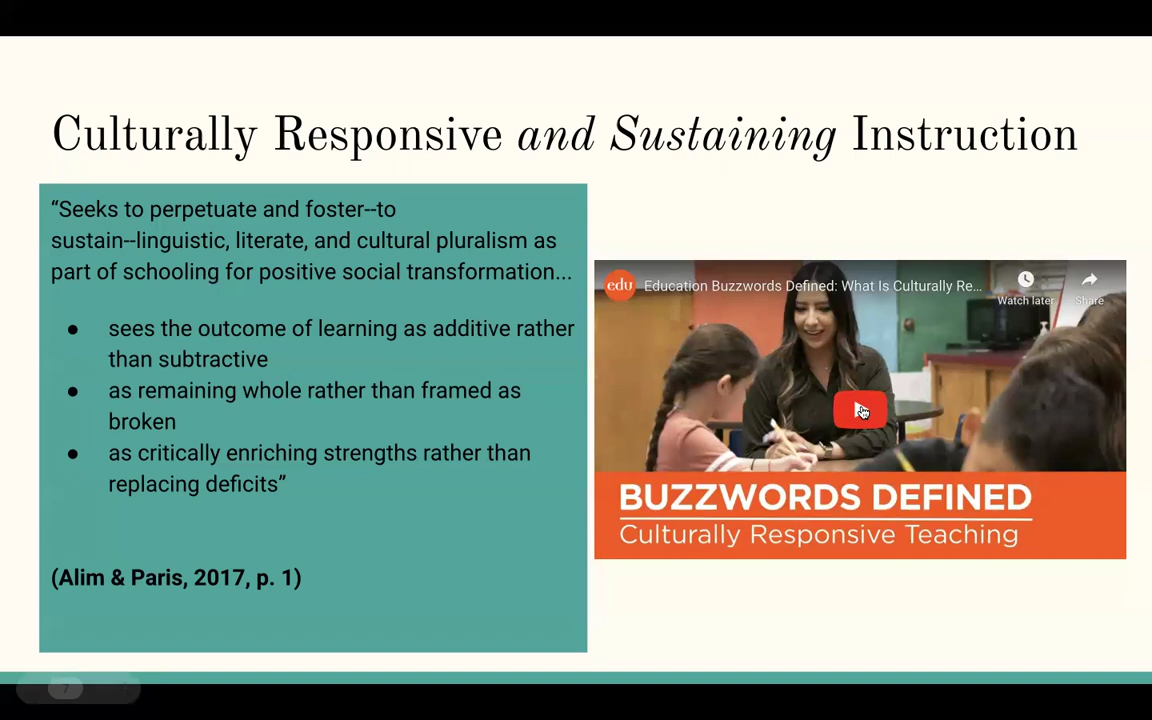 Culturally Responsive and Sustaining Instruction
“Seeks to perpetuate and foster--to
sustain--linguistic, literate, and cultural pluralism as
part of schooling for positive social transformation...
● sees the outcome of learning as additive rather
than subtractive
● as remaining whole rather than framed as
broken
● as critically enriching strengths rather than
replacing deficits”
(Alim & Paris, 2017, p. 1)
edu
Education Buzzwords Defined: What Is Culturally Re...
Watch later
Share
BUZZWORDS DEFINED
Culturally Responsive Teaching
7